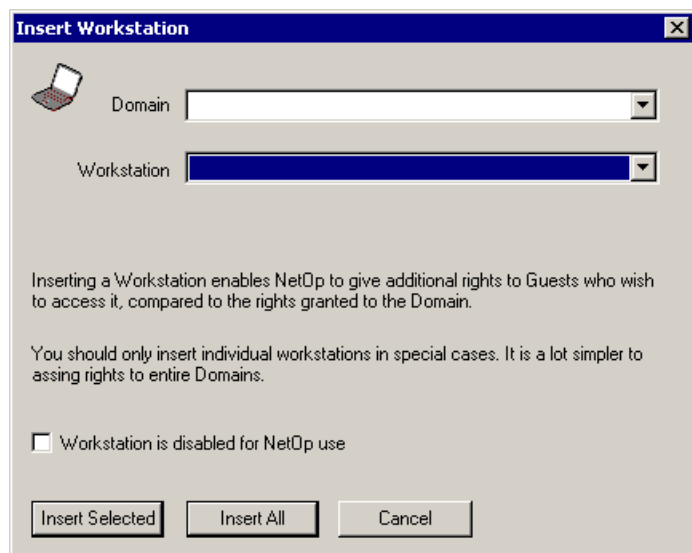 Insert Workstation
Domain
Workstation
Inserting a Workstation enables NetOp to give additional rights to Guests who wish
to access it, compared to the rights granted to the Domain.
You should only insert individual workstations in special cases. It is a lot simpler to
assing rights to entire Domains.
Workstation is disabled for NetOp use
Insert Selected Insert All Cancel